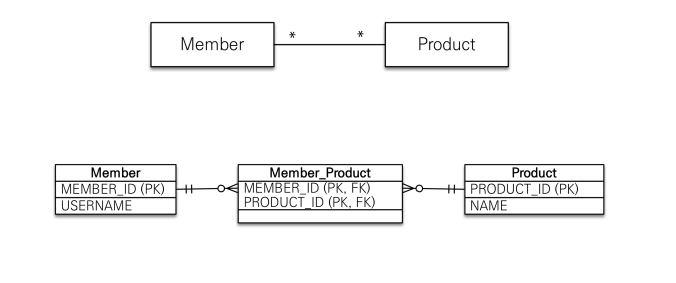 Member * * Product
Member
MEMBER_ID (PK)
USERNAME
Member_Product
MEMBER_ID (PK, FK)
PRODUCT_ID (PK, FK)
Product
PRODUCT_ID (PK)
NAME